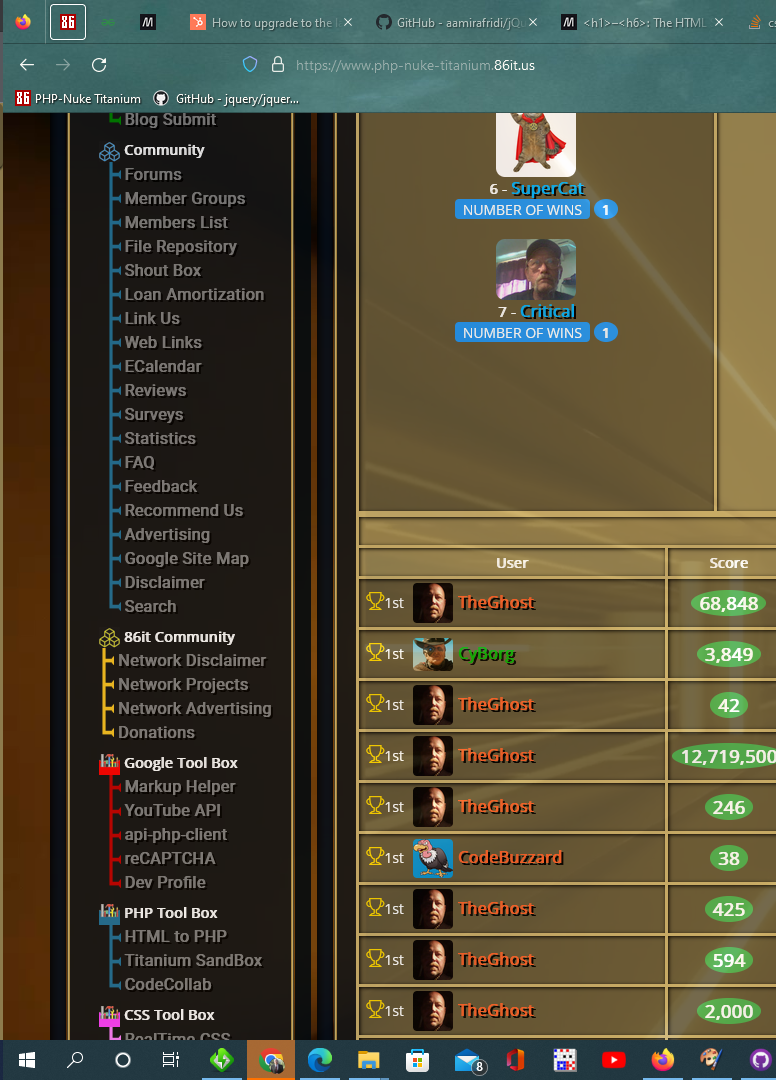 How to upgrade to the
GitHub - aamirafridi/jQu
<h1>–<h6>: The HTML
https://www.php-nuke-titanium.86it.us
86 PHP-Nuke Titanium
GitHub - jquery/jquer...
Blog Submit
Community
Forums
Member Groups
Members List
File Repository
Shout Box
Loan Amortization
Link Us
Web Links
ECalendar
Reviews
Surveys
Statistics
FAQ
Feedback
Recommend Us
Advertising
Google Site Map
Disclaimer
Search
86it Community
Network Disclaimer
Network Projects
Network Advertising
Donations
Google Tool Box
Markup Helper
YouTube API
api-php-client
reCAPTCHA
Dev Profile
PHP Tool Box
HTML to PHP
Titanium SandBox
CodeCollab
CSS Tool Box
RealTime CSS
6 - SuperCat
NUMBER OF WINS 1
7 - Critical
NUMBER OF WINS 1
User Score
1st TheGhost 68,848
1st CyBorg 3,849
1st TheGhost 42
1st TheGhost 12,719,500
1st TheGhost 246
1st CodeBuzzard 38
1st TheGhost 425
1st TheGhost 594
1st TheGhost 2,000
8